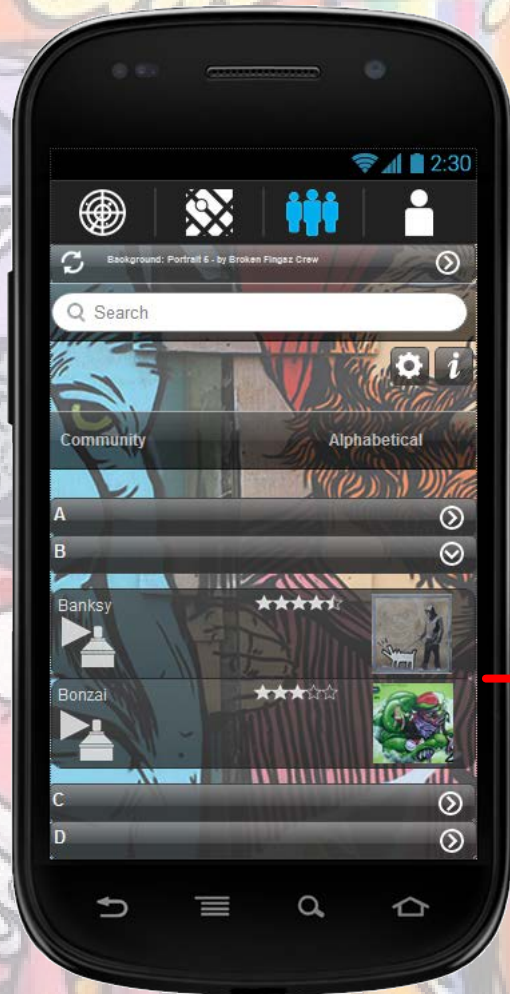 2:30
Background: Portrait 6 - by Broken Fingaz Crew
Search
i
Community Alphabetical
A
B
Banksy
Bonzai
C
D